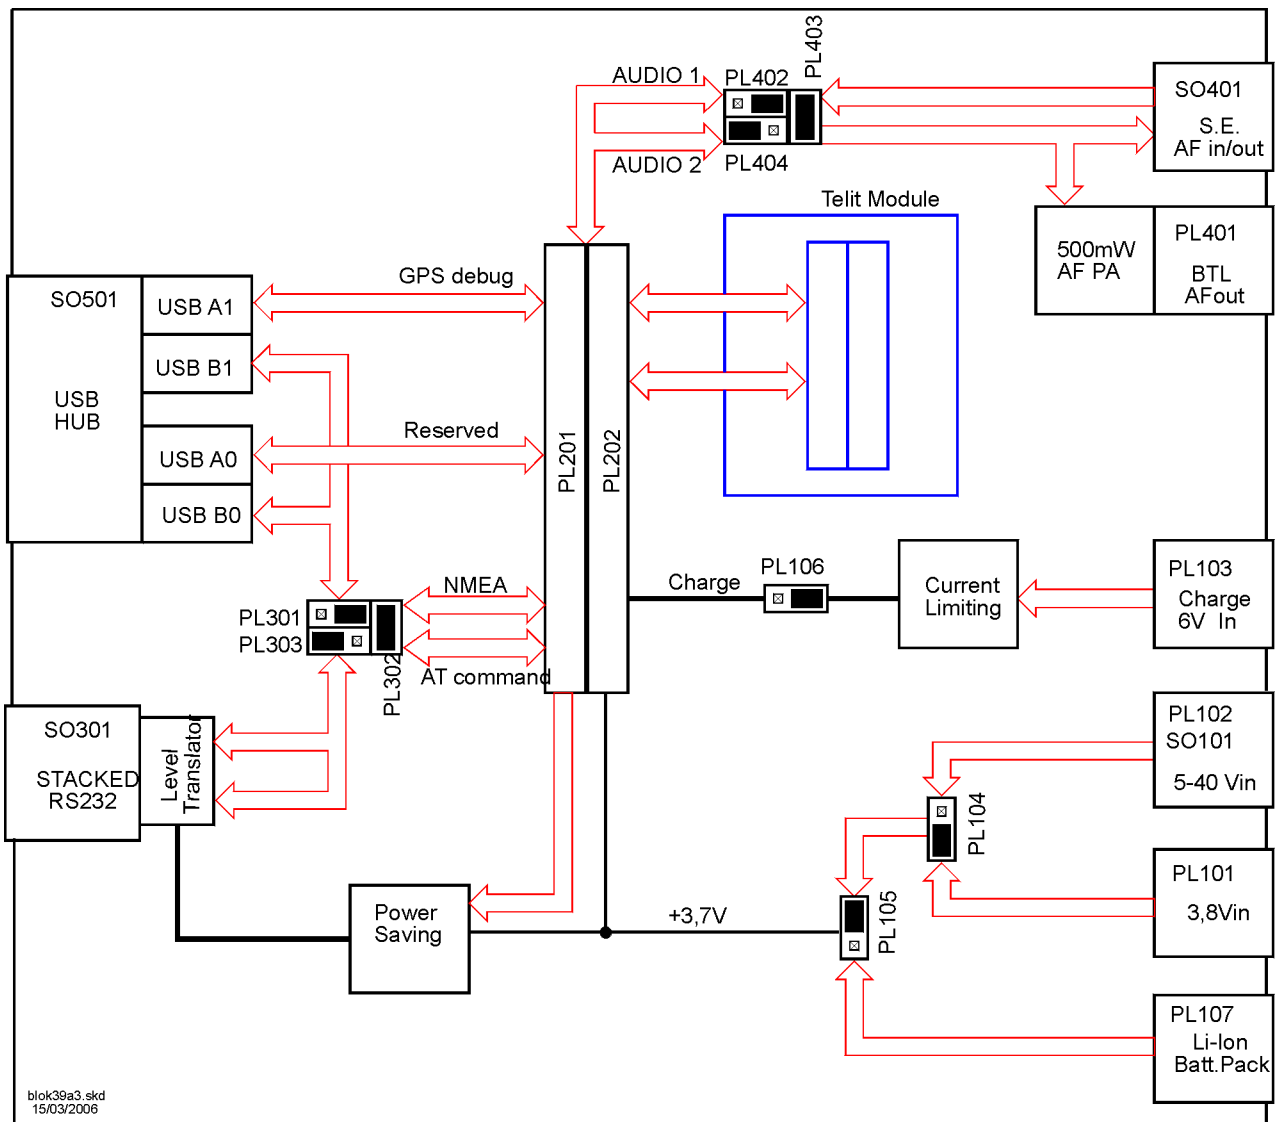 PL403
AUDIO 1
PL402
AUDIO 2
PL404
SO401
S.E.
AF in/out
Telit Module
500mW
AF PA
PL401
BTL
AFout
SO501
USB
HUB
USB A1
USB B1
USB A0
USB B0
GPS debug
Reserved
PL201
PL202
NMEA
AT command
PL301
PL303
PL302
Charge
PL106
Current
Limiting
PL103
Charge
6V In
SO301
STACKED
RS232
Level
Translator
Power
Saving
+3,7V
PL105
PL104
PL102
SO101
5-40 Vin
PL101
3,8Vin
PL107
Li-Ion
Batt.Pack
blok39a3.skd
15/03/2006